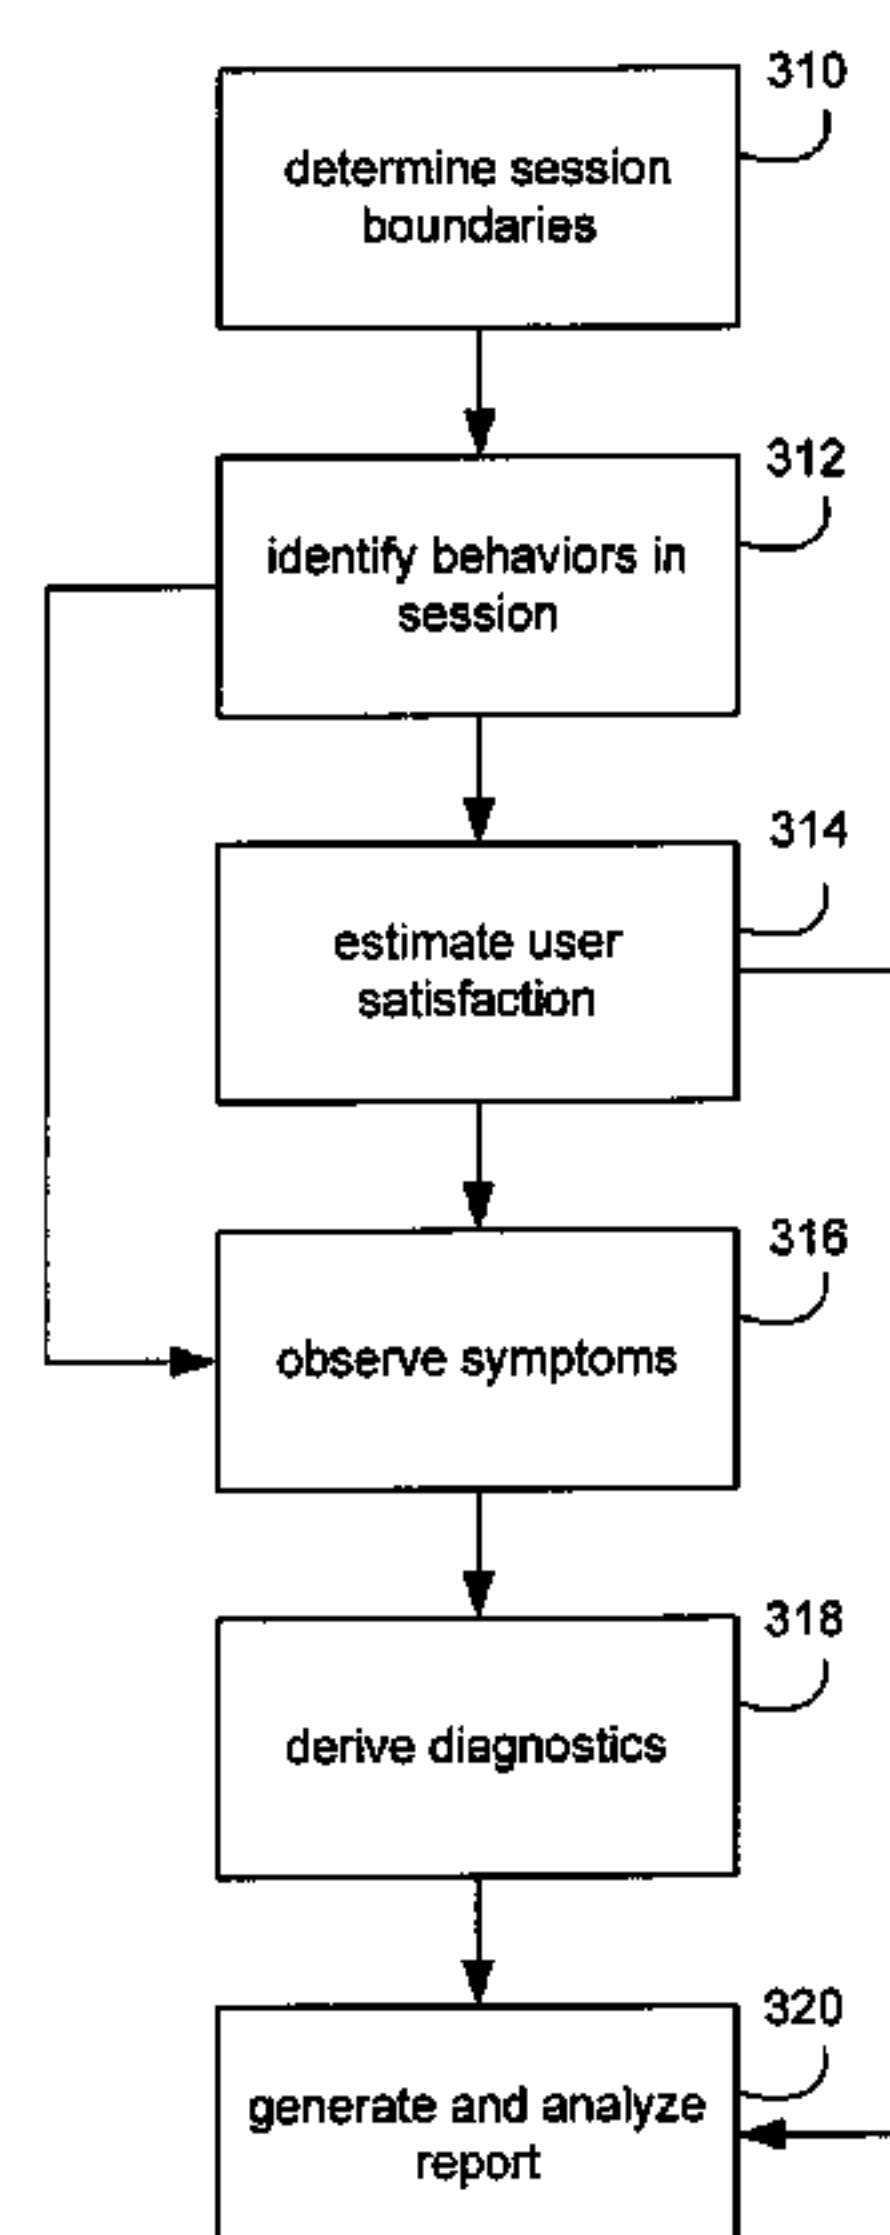 310
determine session
boundaries
312
identify behaviors in
session
314
estimate user
satisfaction
316
observe symptoms
318
derive diagnostics
320
generate and analyze
report